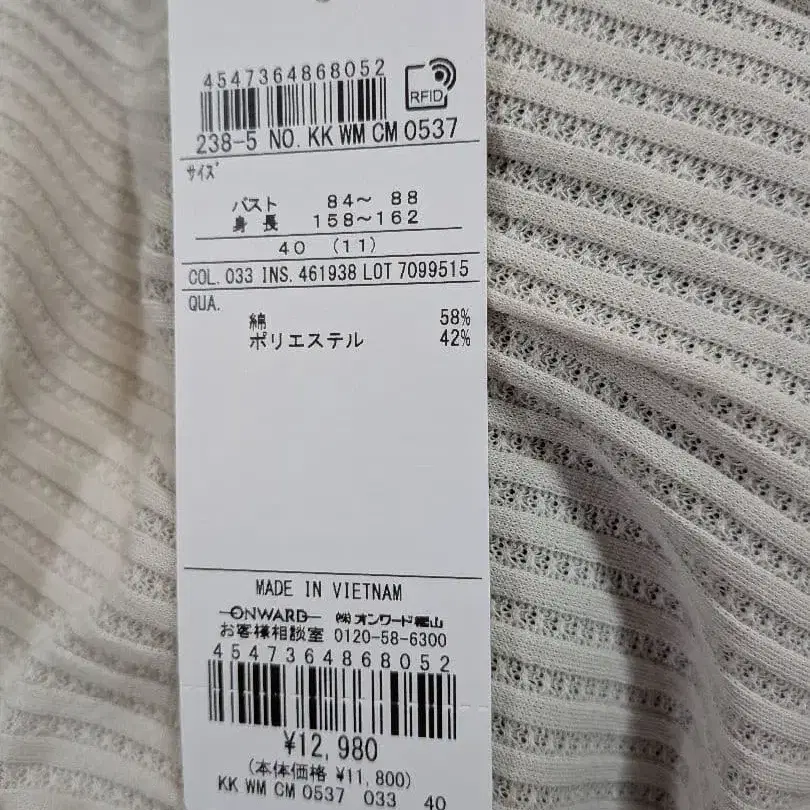 4547364868052
RFID
238-5 NO. KK WM CM 0537
サイズ
バスト 84～ 88
身長 158～162
40 (11)
COL. 033 INS. 461938 LOT 7099515
QUA.
綿 58%
ポリエステル 42%
MADE IN VIETNAM
ONWARD ㈱オンワード樫山
お客様相談室 0120-58-6300
4547364868052
¥12,980
(本体価格 ¥11,800)
KK WM CM 0537 033 40